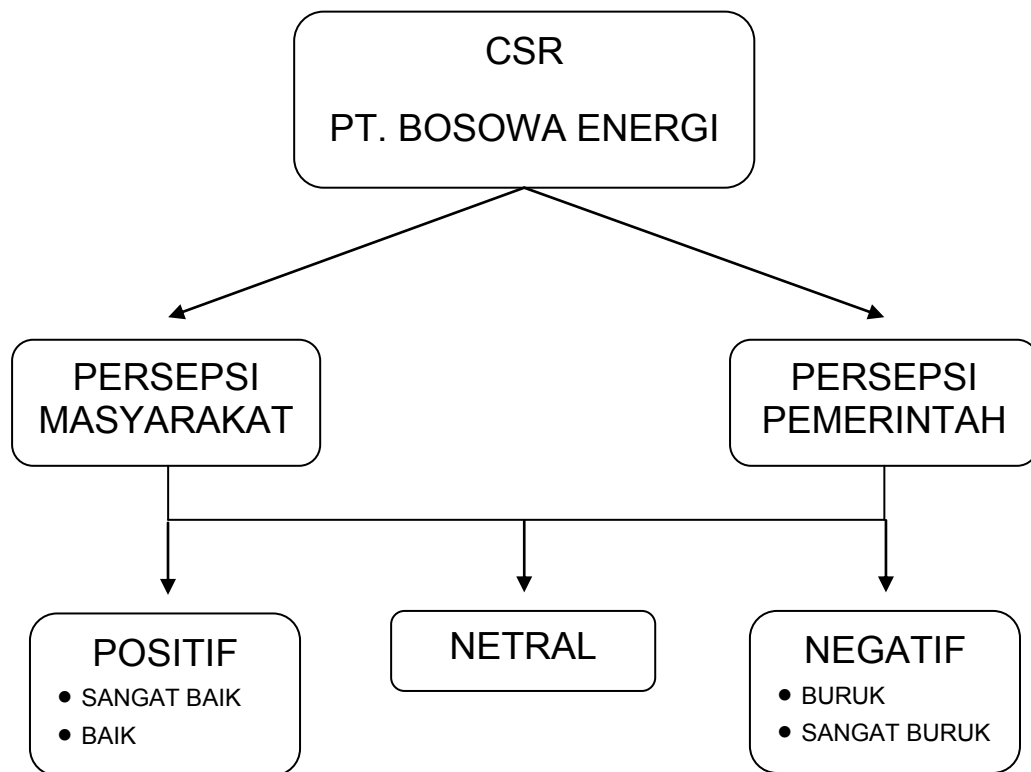 CSR
PT. BOSOWA ENERGI
PERSEPSI
MASYARAKAT
PERSEPSI
PEMERINTAH
POSITIF
• SANGAT BAIK
• BAIK
NETRAL
NEGATIF
• BURUK
• SANGAT BURUK